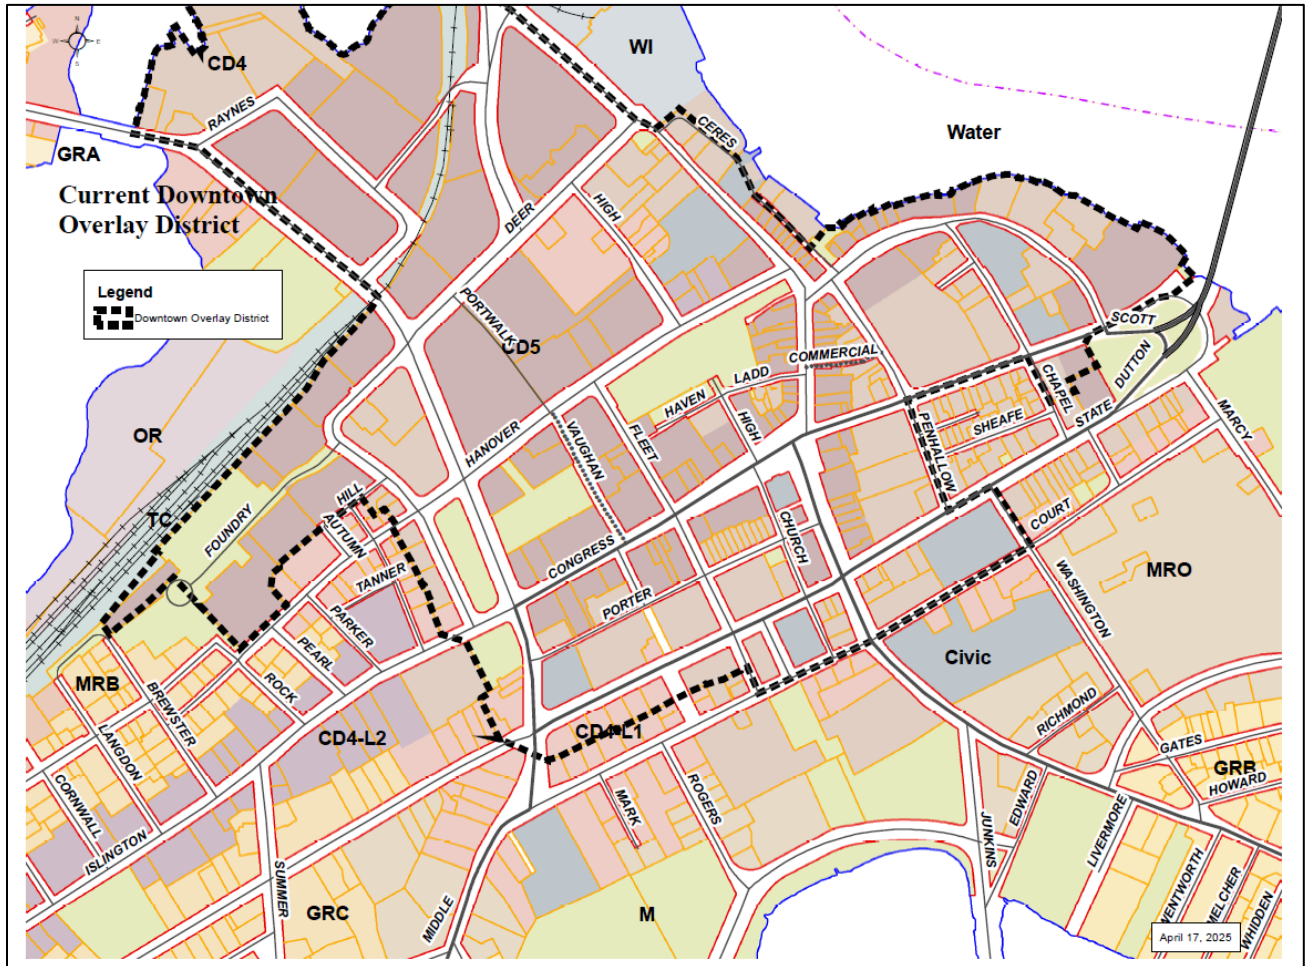 N
W
E
S
WI
CD4
RAYNES
CERES
Water
GRA
Current Downtown
Overlay District
HIGH
DEER
Legend
Downtown Overlay District
PORTWALK
CD5
SCOTT
COMMERCIAL
DUTTON
LADD
CHAPEL
HAVEN
HIGH
STATE
MARCY
OR
HANOVER
VAUGHAN
FLEET
PENHALLOW
SHEAFE
HILL
COURT
TC
FOUNDRY
AUTUMN
CHURCH
CONGRESS
TANNER
WASHINGTON
MRO
PORTER
PARKER
PEARL
Civic
MRB
ROCK
BREWSTER
RICHMOND
CD4-L2
CD4-L1
LANGDON
GATES
GRB
HOWARD
CORNWALL
MARK
ROGERS
EDWARD
ISLINGTON
JUNKINS
LIVERMORE
SUMMER
GRC
MIDDLE
M
WENTWORTH
MELCHER
WHIDDEN
April 17, 2025